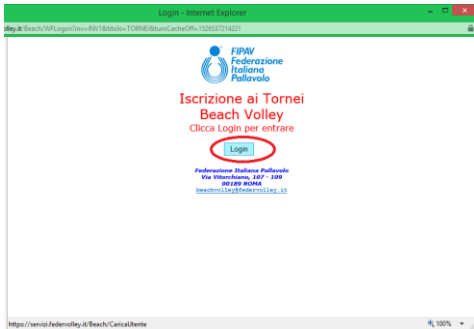 Login - Internet Explorer
olley.it/Beach/WFLogon?inv=INV1&titolo=TORNEI&turnCacheOff=1526537214221
FIPAV
Federazione
Italiana
Pallavolo
Iscrizione ai Tornei
Beach Volley
Clicca Login per entrare
Login
Federazione Italiana Pallavolo
Via Vitorchiano, 107 - 109
00189 ROMA
beachvolley@federvolley.it
https://servizi.federvolley.it/Beach/CaricaUtente
100%